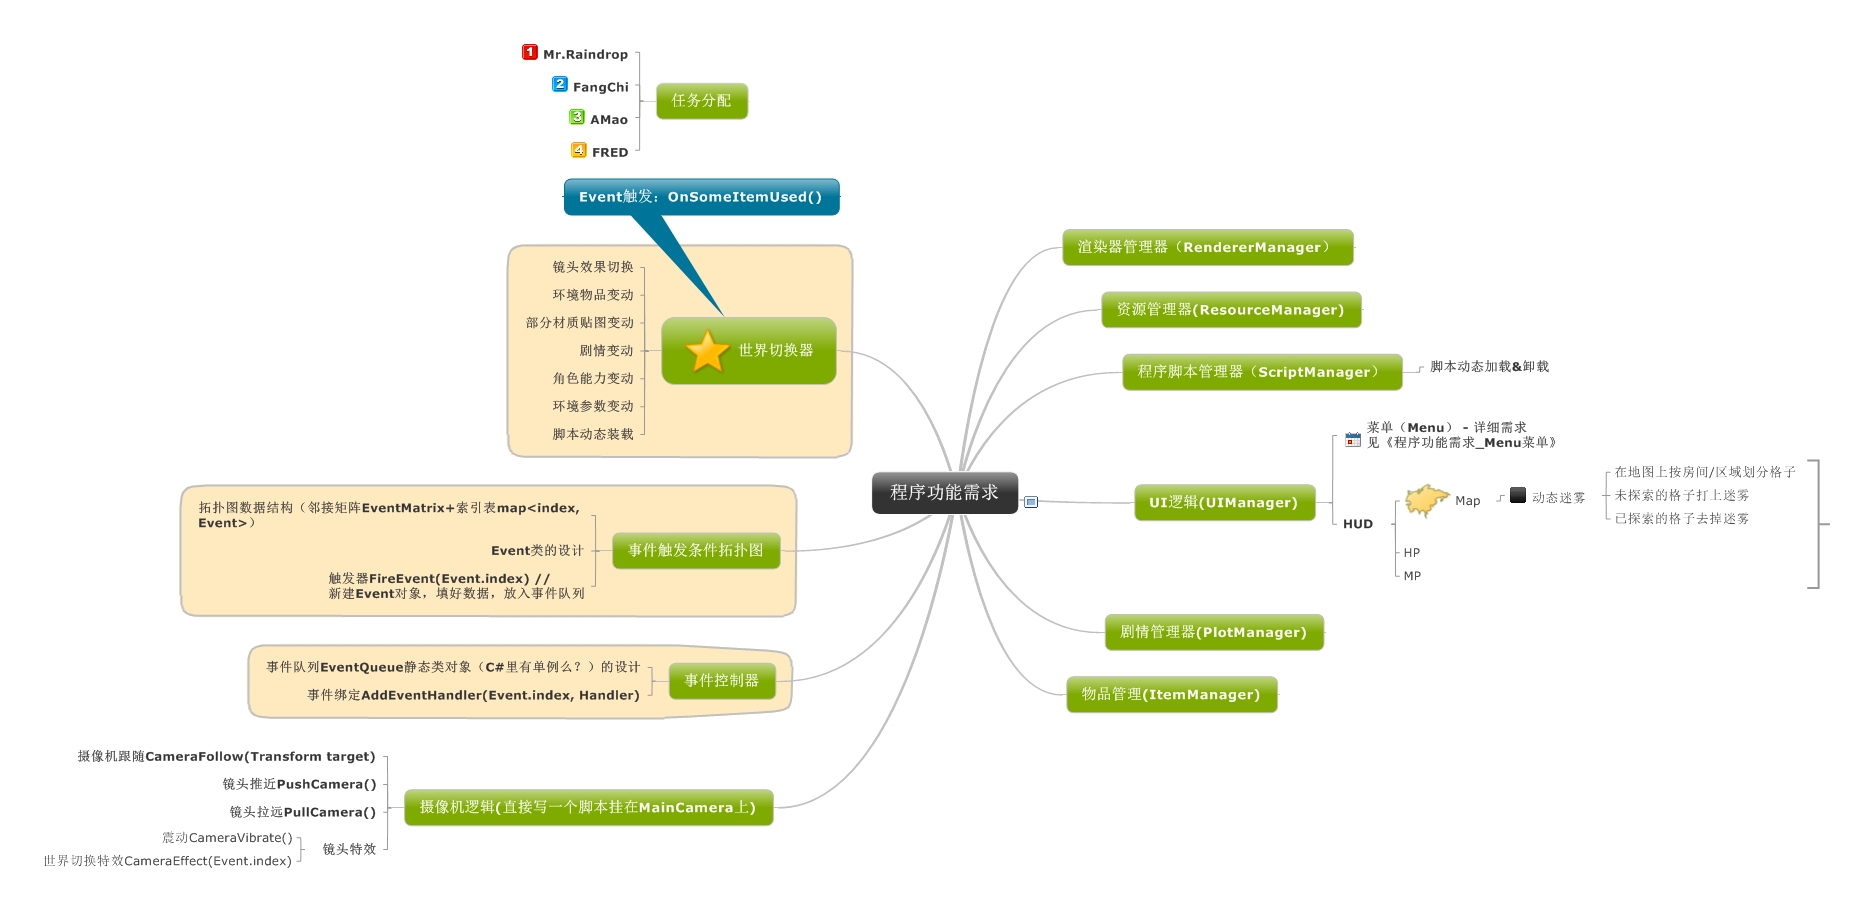 1 Mr.Raindrop
2 FangChi
3 AMao
4 FRED
任务分配
Event触发：OnSomeItemUsed()
镜头效果切换
环境物品变动
部分材质贴图变动
剧情变动
角色能力变动
环境参数变动
脚本动态装载
世界切换器
拓扑图数据结构（邻接矩阵EventMatrix+索引表map<index,
Event>）
Event类的设计
触发器FireEvent(Event.index) //
新建Event对象，填好数据，放入事件队列
事件触发条件拓扑图
事件队列EventQueue静态类对象（C#里有单例么？）的设计
事件绑定AddEventHandler(Event.index, Handler)
事件控制器
摄像机跟随CameraFollow(Transform target)
镜头推近PushCamera()
镜头拉远PullCamera()
震动CameraVibrate()
世界切换特效CameraEffect(Event.index)
镜头特效
摄像机逻辑(直接写一个脚本挂在MainCamera上)
程序功能需求
渲染器管理器（RendererManager）
资源管理器(ResourceManager)
程序脚本管理器（ScriptManager）
脚本动态加载&卸载
UI逻辑(UIManager)
菜单（Menu） - 详细需求
见《程序功能需求_Menu菜单》
HUD
Map
动态迷雾
在地图上按房间/区域划分格子
未探索的格子打上迷雾
已探索的格子去掉迷雾
HP
MP
剧情管理器(PlotManager)
物品管理(ItemManager)